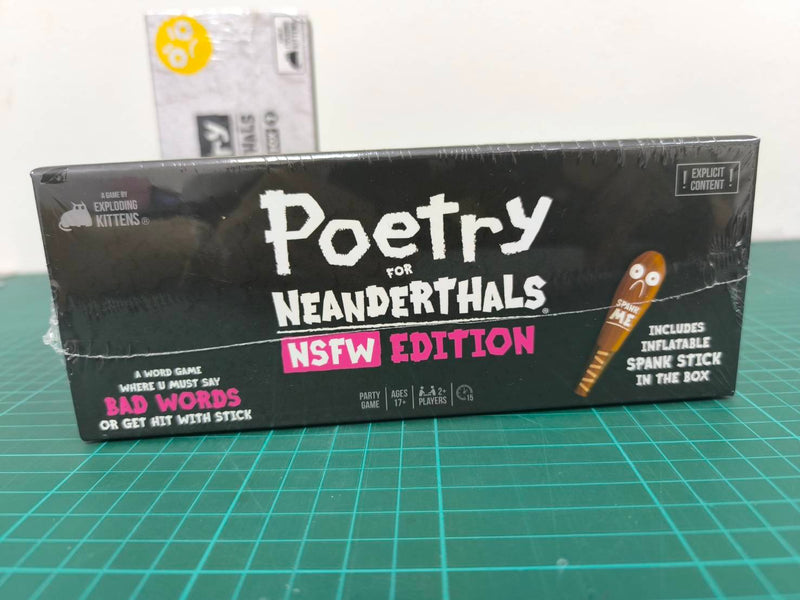 RY
HALS
A GAME BY
EXPLODING
KITTENS®
EXPLICIT
CONTENT
Poetry
FOR
NEANDERTHALS®
NSFW EDITION
SPANK
ME
A WORD GAME
WHERE U MUST SAY
BAD WORDS
OR GET HIT WITH STICK
PARTY
GAME
AGES
17+
2+
PLAYERS
15
INCLUDES
INFLATABLE
SPANK STICK
IN THE BOX